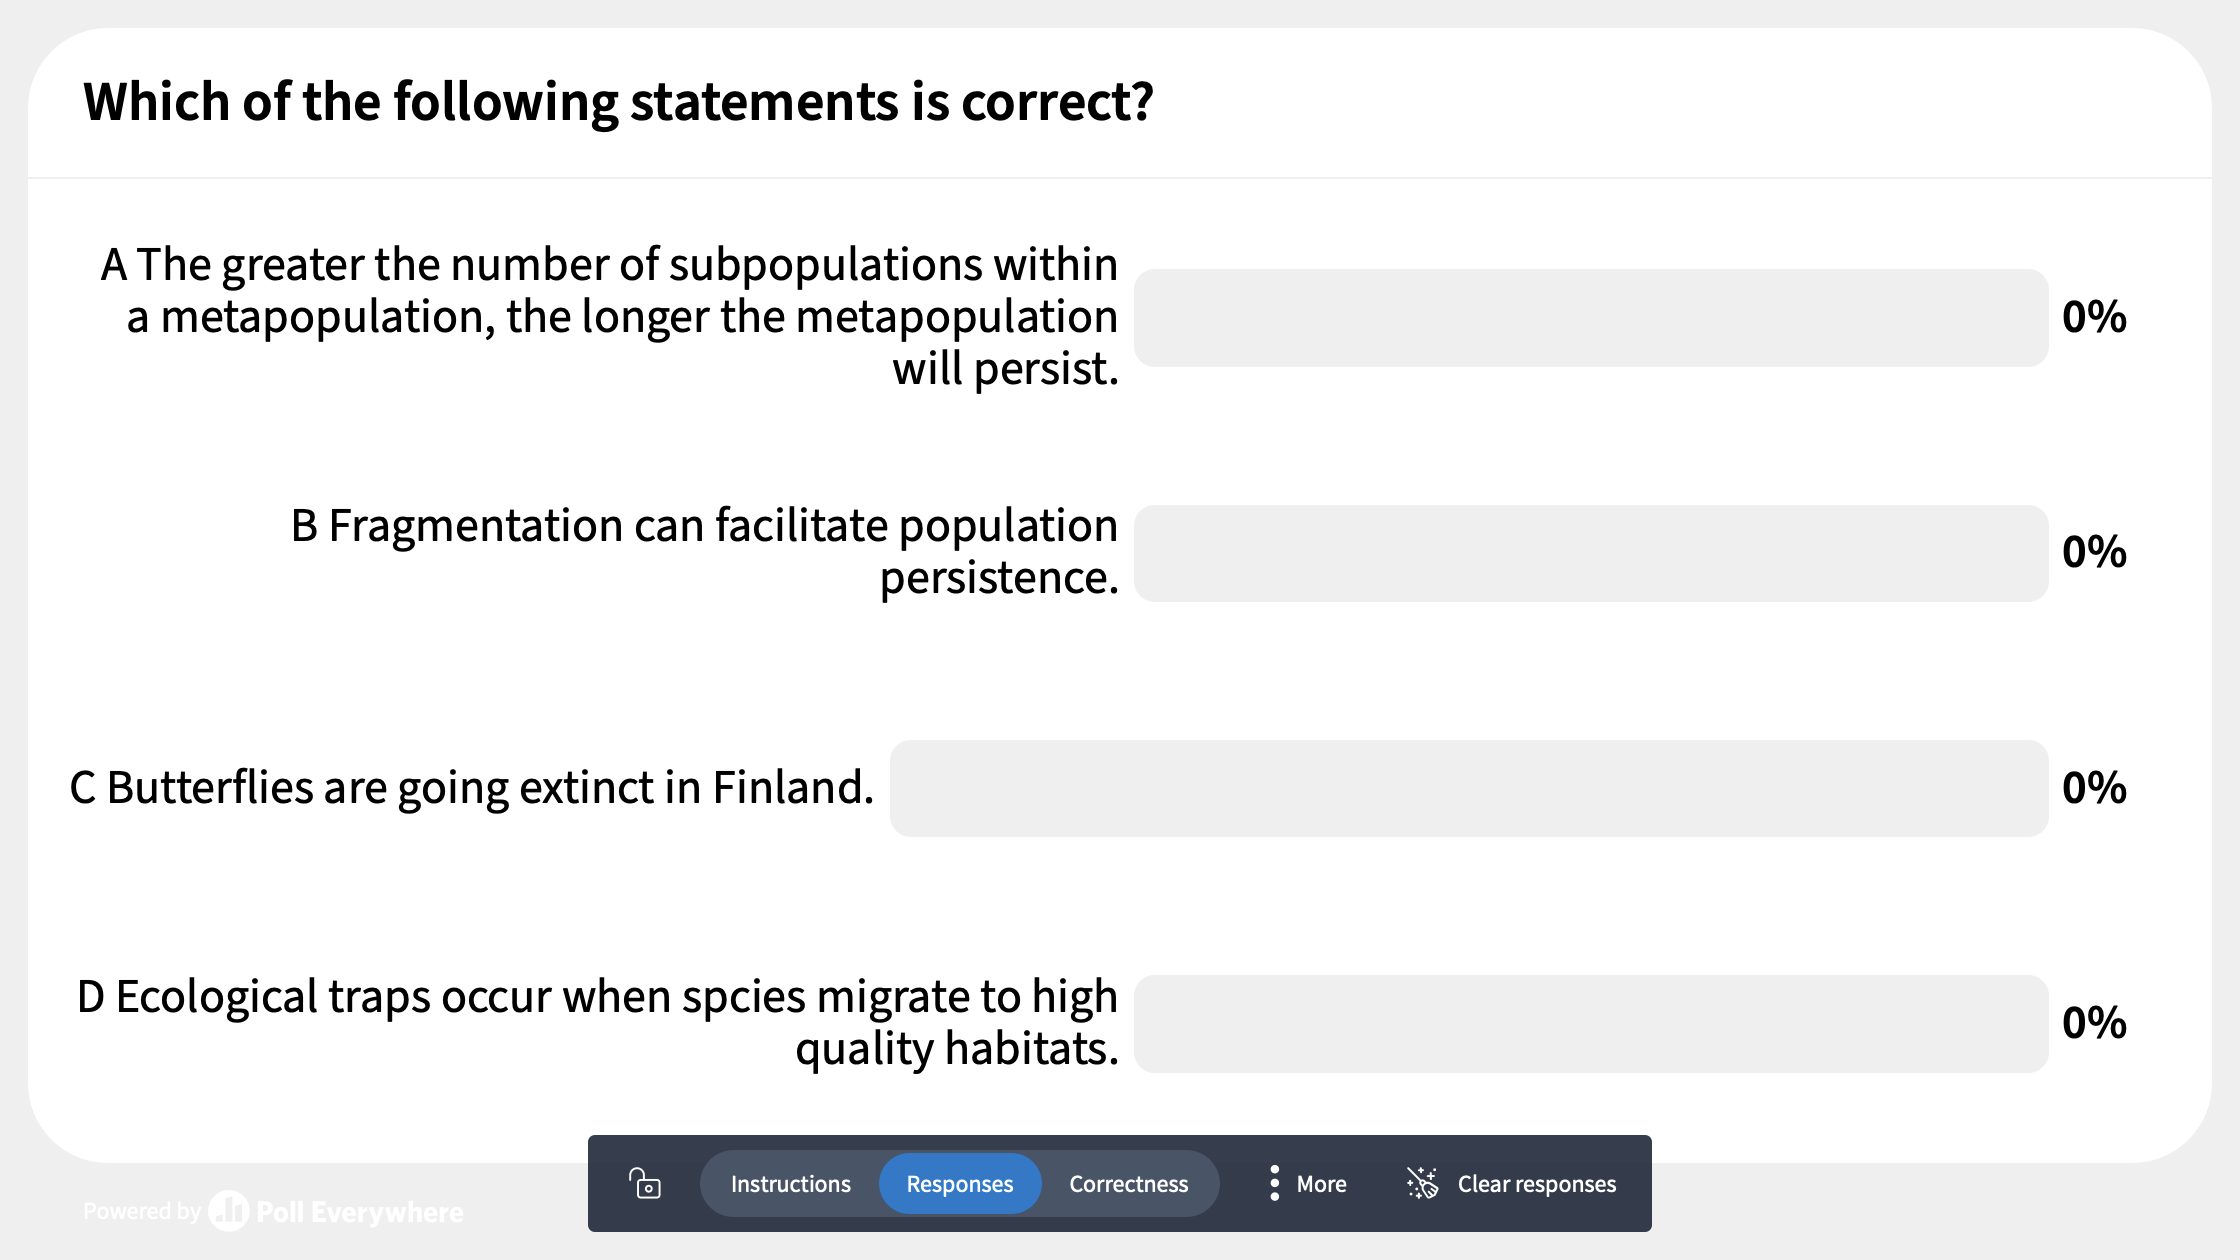 Which of the following statements is correct?
A The greater the number of subpopulations within
a metapopulation, the longer the metapopulation
will persist.
0%
B Fragmentation can facilitate population
persistence.
0%
C Butterflies are going extinct in Finland.
0%
D Ecological traps occur when spcies migrate to high
quality habitats.
0%
Instructions
Responses
Correctness
More
Clear responses
Powered by Poll Everywhere